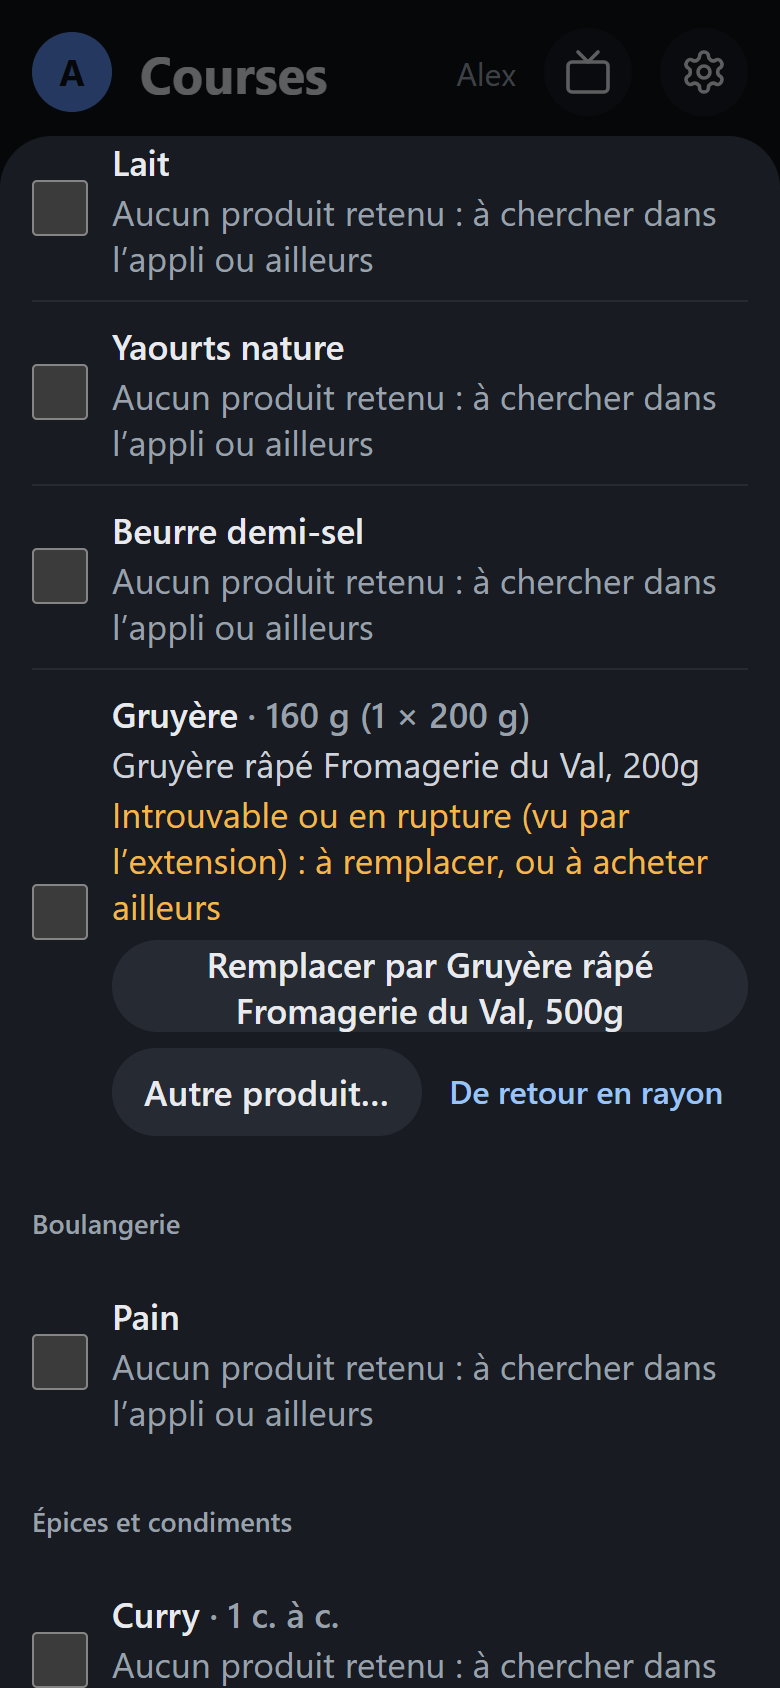 A
Courses
Alex
Lait
Aucun produit retenu : à chercher dans
l’appli ou ailleurs
Yaourts nature
Aucun produit retenu : à chercher dans
l’appli ou ailleurs
Beurre demi-sel
Aucun produit retenu : à chercher dans
l’appli ou ailleurs
Gruyère · 160 g (1 × 200 g)
Gruyère râpé Fromagerie du Val, 200g
Introuvable ou en rupture (vu par
l’extension) : à remplacer, ou à acheter
ailleurs
Remplacer par Gruyère râpé
Fromagerie du Val, 500g
Autre produit…
De retour en rayon
Boulangerie
Pain
Aucun produit retenu : à chercher dans
l’appli ou ailleurs
Épices et condiments
Curry · 1 c. à c.
Aucun produit retenu : à chercher dans